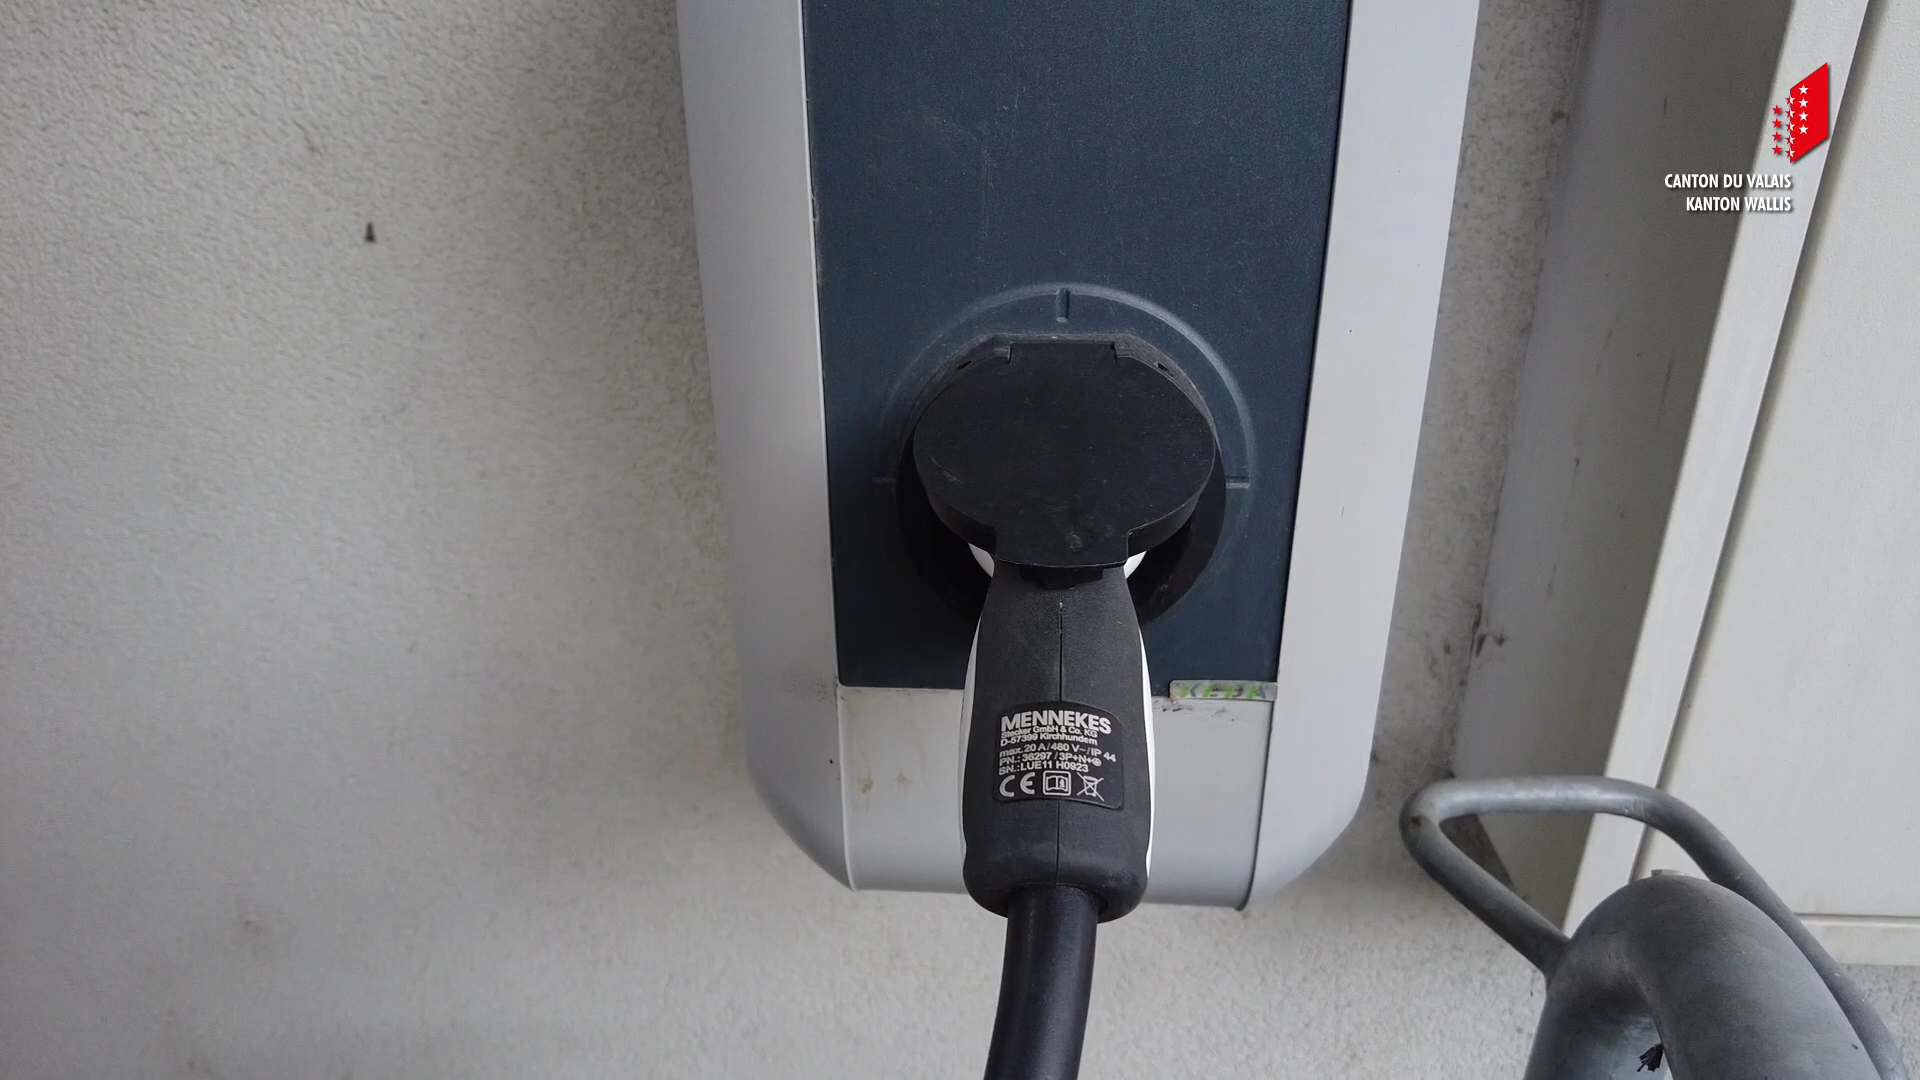 CANTON DU VALAIS
KANTON WALLIS
MENNEKES
Stecker GmbH & Co. KG
D-57399 Kirchhundem
max. 20 A / 480 V~ / IP 44
PN.: 36297 / 3P+N+⏚
SN.: LUE11 H0923
CE